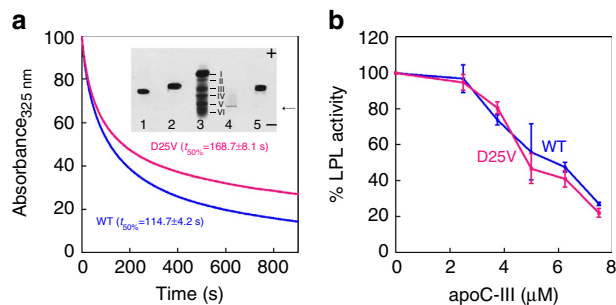 a
Absorbance325 nm
100
80
60
40
20
0
0 200 400 600 800
Time (s)
+
I
II
III
IV
V
VI
←
−
1 2 3 4 5
D25V (t50%=168.7±8.1 s)
WT (t50%=114.7±4.2 s)
b
% LPL activity
120
100
80
60
40
20
0
0 2 4 6 8
WT
D25V
apoC-III (μM)